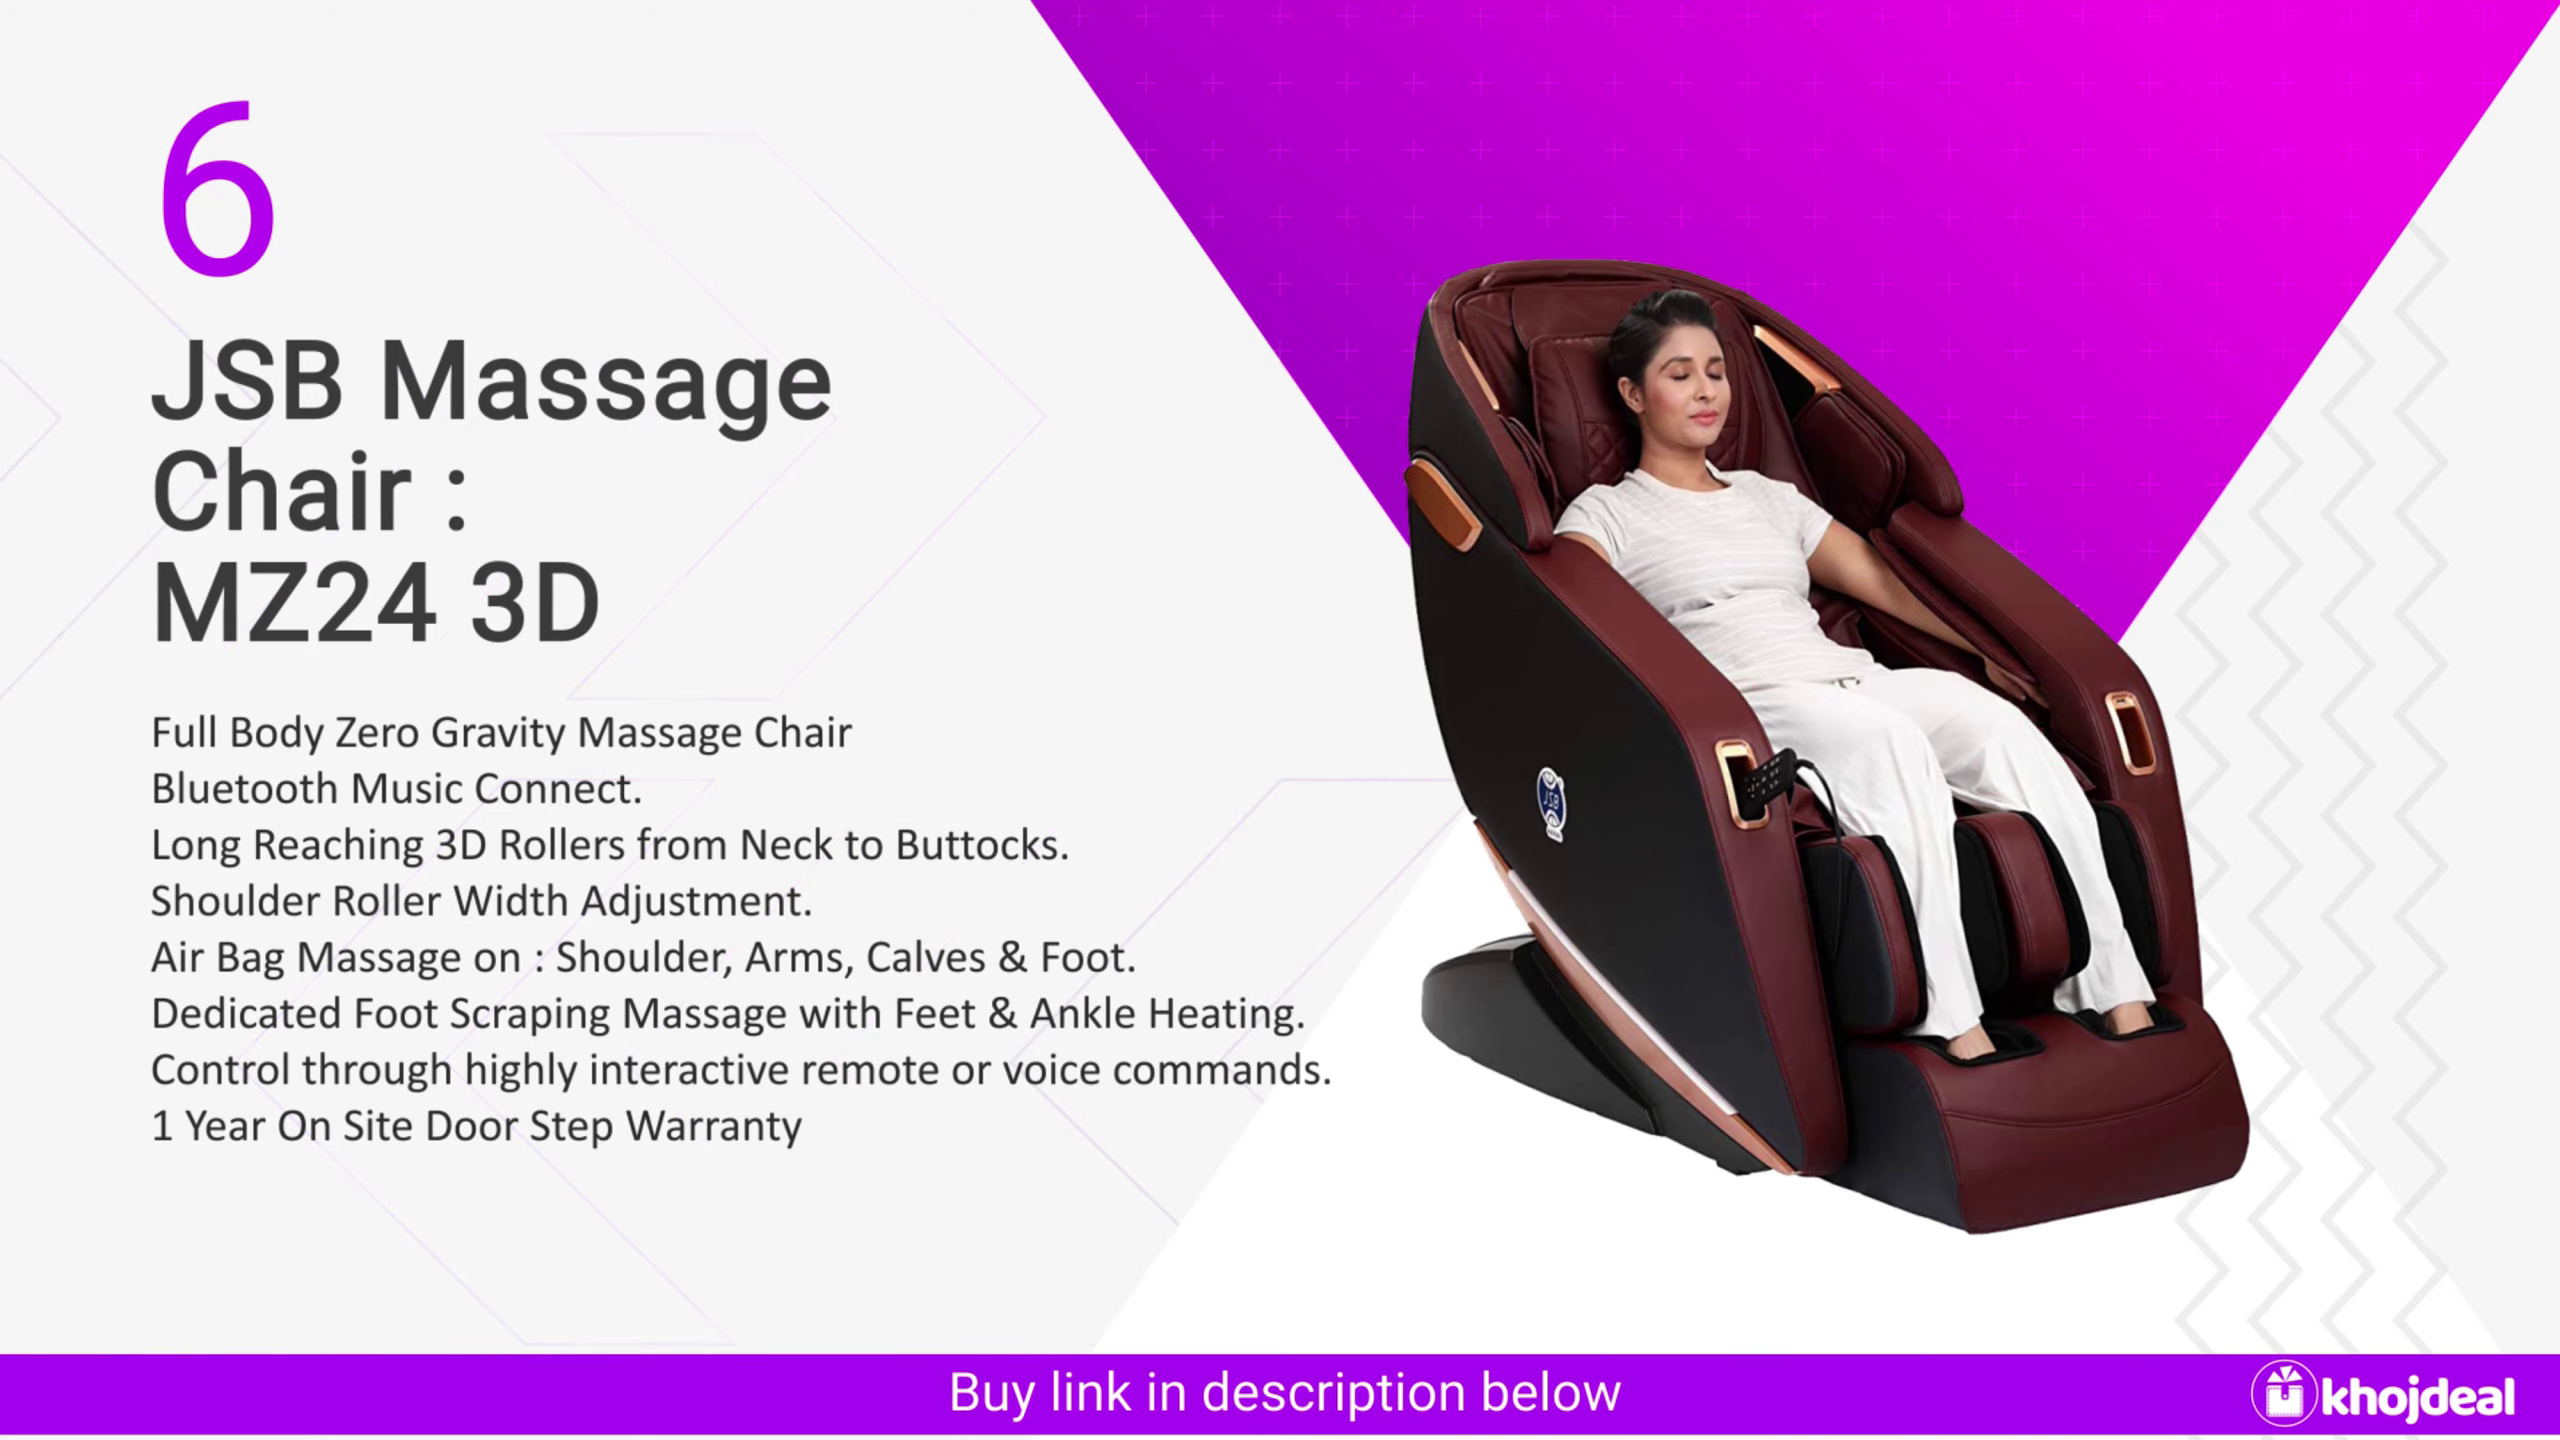 6
JSB Massage
Chair :
MZ24 3D
Full Body Zero Gravity Massage Chair
Bluetooth Music Connect.
Long Reaching 3D Rollers from Neck to Buttocks.
Shoulder Roller Width Adjustment.
Air Bag Massage on : Shoulder, Arms, Calves & Foot.
Dedicated Foot Scraping Massage with Feet & Ankle Heating.
Control through highly interactive remote or voice commands.
1 Year On Site Door Step Warranty
JSB
Buy link in description below
khojdeal